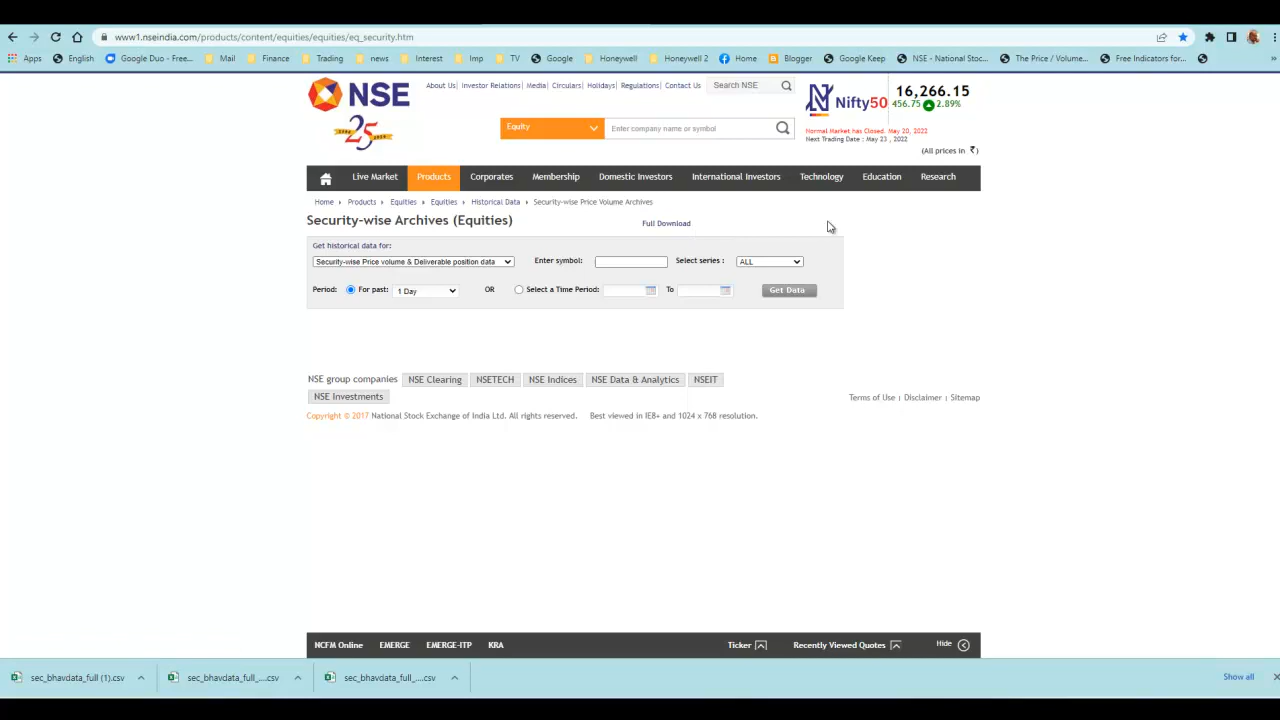 www1.nseindia.com/products/content/equities/equities/eq_security.htm
Apps English Google Duo - Free... Mail Finance Trading news Interest Imp TV Google Honeywell Honeywell 2 Home Blogger Google Keep NSE - National Stoc... The Price / Volume... Free Indicators for... »
NSE
About Us| Investor Relations| Media| Circulars| Holidays| Regulations| Contact Us
Search NSE
25
Equity
Enter company name or symbol
Nifty50
16,266.15
456.75 2.89%
Normal Market has Closed. May 20, 2022
Next Trading Date : May 23 , 2022
(All prices in ₹)
Live Market Products Corporates Membership Domestic Investors International Investors Technology Education Research
Home › Products › Equities › Equities › Historical Data › Security-wise Price Volume Archives
Security-wise Archives (Equities)
Full Download
Get historical data for:
Security-wise Price volume & Deliverable position data
Enter symbol:
Select series :
ALL
Period: For past: 1 Day OR Select a Time Period: To Get Data
NSE group companies NSE Clearing NSETECH NSE Indices NSE Data & Analytics NSEIT
NSE Investments
Terms of Use | Disclaimer | Sitemap
Copyright © 2017 National Stock Exchange of India Ltd. All rights reserved. Best viewed in IE8+ and 1024 x 768 resolution.
NCFM Online EMERGE EMERGE-ITP KRA Ticker Recently Viewed Quotes Hide
sec_bhavdata_full (1).csv sec_bhavdata_full_....csv sec_bhavdata_full_....csv Show all